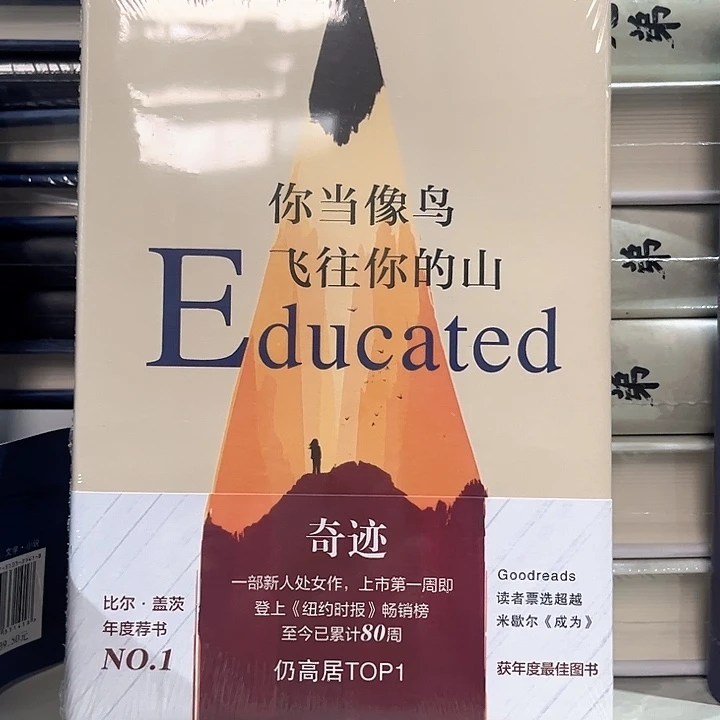 你当像鸟
飞往你的山
Educated
奇迹
一部新人处女作，上市第一周即
登上《纽约时报》畅销榜
至今已累计80周
仍高居TOP1
比尔·盖茨
年度荐书
NO.1
Goodreads
读者票选超越
米歇尔《成为》
获年度最佳图书
弟
弟
弟